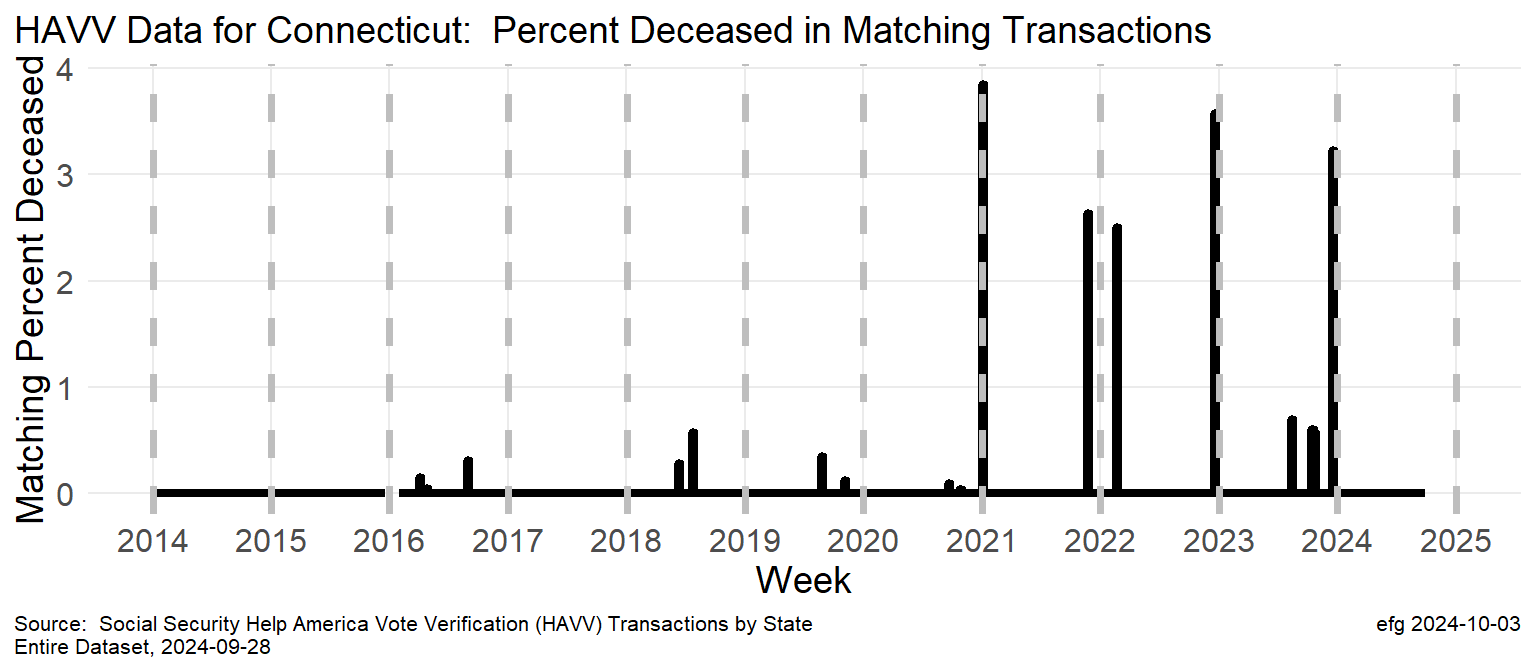 HAVV Data for Connecticut:  Percent Deceased in Matching Transactions
Matching Percent Deceased
4
3
2
1
0
2014 2015 2016 2017 2018 2019 2020 2021 2022 2023 2024 2025
Week
Source:  Social Security Help America Vote Verification (HAVV) Transactions by State
Entire Dataset, 2024-09-28
efg 2024-10-03